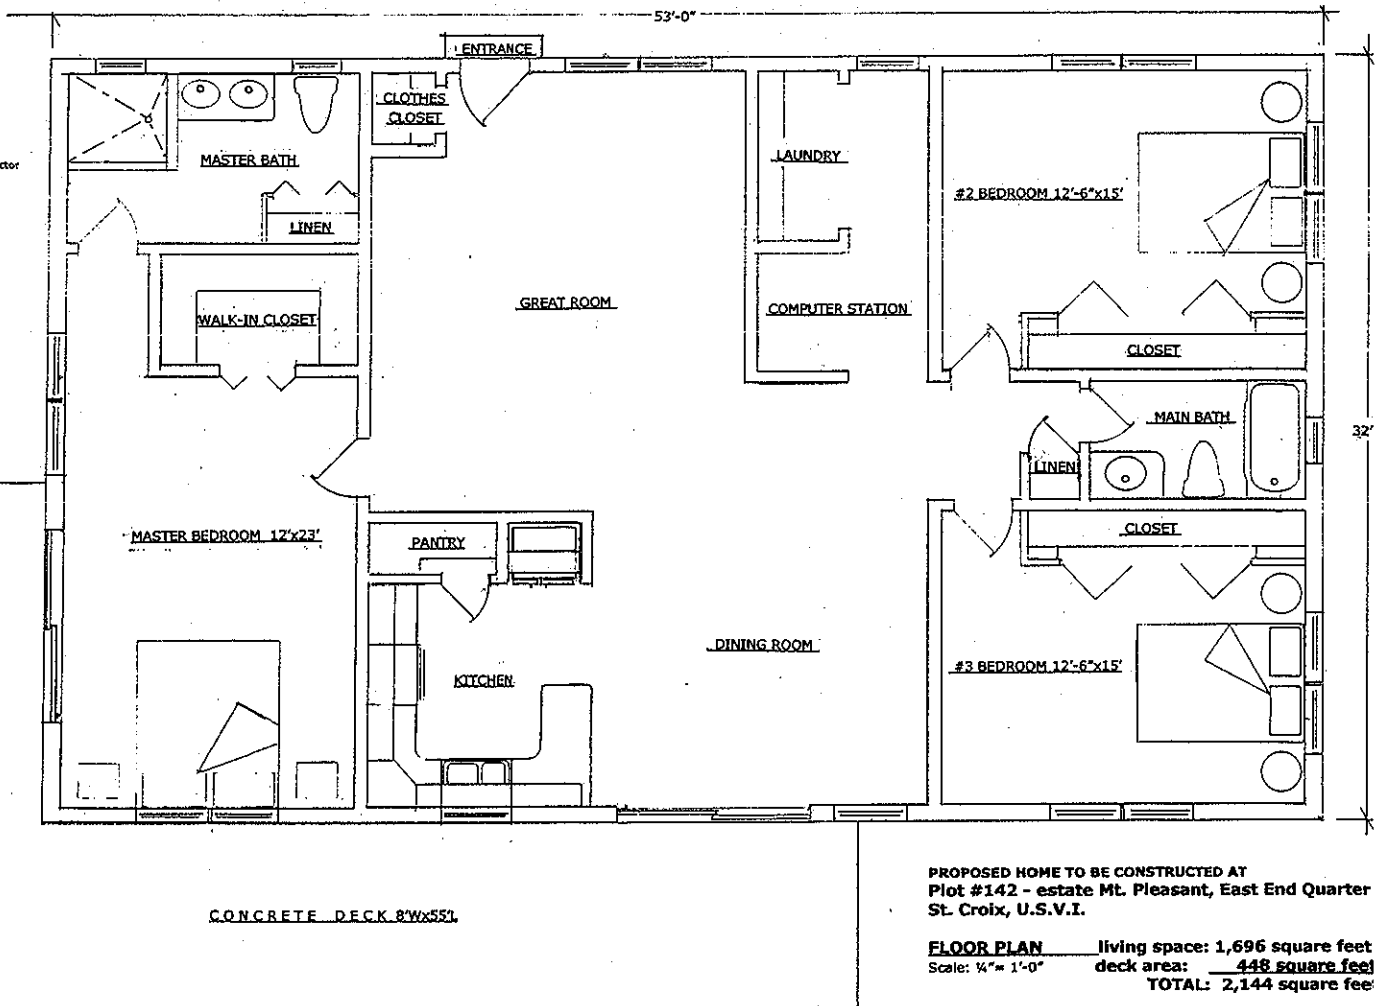 53'-0"
ENTRANCE
CLOTHES
CLOSET
MASTER BATH
LAUNDRY
#2 BEDROOM 12'-6"x15'
LINEN
GREAT ROOM
COMPUTER STATION
WALK-IN CLOSET
CLOSET
MAIN BATH
32'
LINEN
MASTER BEDROOM 12'x23'
PANTRY
CLOSET
DINING ROOM
#3 BEDROOM 12'-6"x15'
KITCHEN
CONCRETE DECK 8'Wx55'L
PROPOSED HOME TO BE CONSTRUCTED AT
Plot #142 - estate Mt. Pleasant, East End Quarter
St. Croix, U.S.V.I.
FLOOR PLAN living space: 1,696 square feet
Scale: ¼"= 1'-0" deck area: 448 square feet
TOTAL: 2,144 square feet